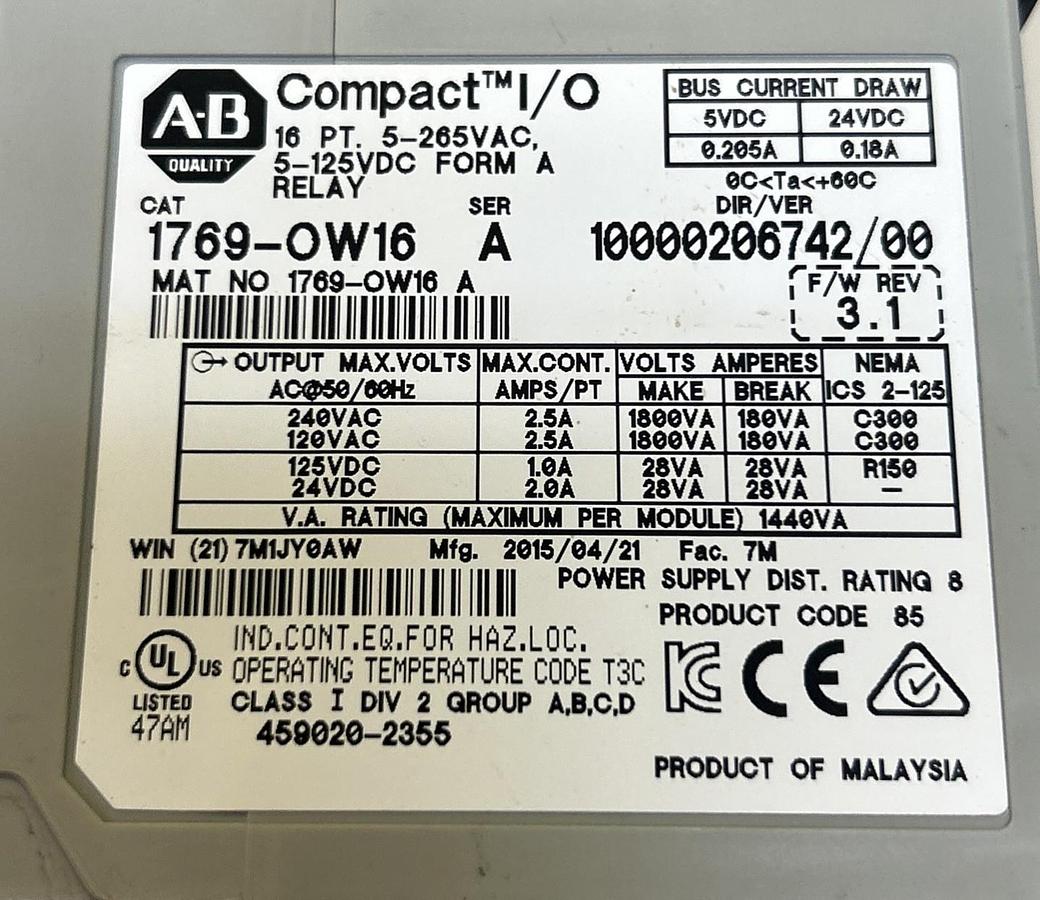 A-B
QUALITY
Compact™ I/O
16 PT. 5-265VAC,
5-125VDC FORM A
RELAY
BUS CURRENT DRAW
5VDC 24VDC
0.205A 0.18A
0C<Ta<+60C
CAT SER DIR/VER
1769-OW16 A 10000206742/00
MAT NO 1769-OW16 A
F/W REV
3.1
OUTPUT MAX.VOLTS MAX.CONT. VOLTS AMPERES NEMA
AC@50/60Hz AMPS/PT MAKE BREAK ICS 2-125
240VAC 2.5A 1800VA 180VA C300
120VAC 2.5A 1800VA 180VA C300
125VDC 1.0A 28VA 28VA R150
24VDC 2.0A 28VA 28VA —
V.A. RATING (MAXIMUM PER MODULE) 1440VA
WIN (21) 7M1JY0AW Mfg. 2015/04/21 Fac. 7M
POWER SUPPLY DIST. RATING 8
PRODUCT CODE 85
C UL US
LISTED
47AM
IND.CONT.EQ.FOR HAZ.LOC.
OPERATING TEMPERATURE CODE T3C
CLASS I DIV 2 GROUP A,B,C,D
459020-2355
KC CE
PRODUCT OF MALAYSIA